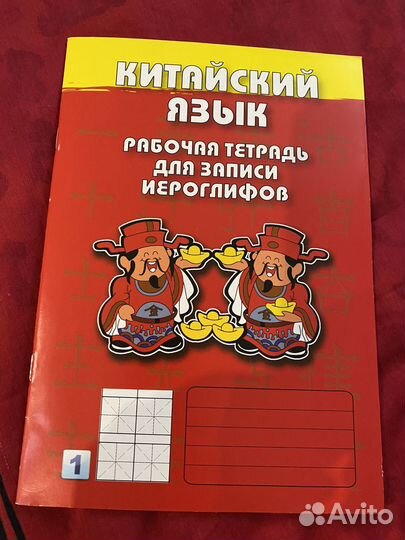 КИТАЙСКИЙ
ЯЗЫК
РАБОЧАЯ ТЕТРАДЬ
ДЛЯ ЗАПИСИ
ИЕРОГЛИФОВ
1
Avito